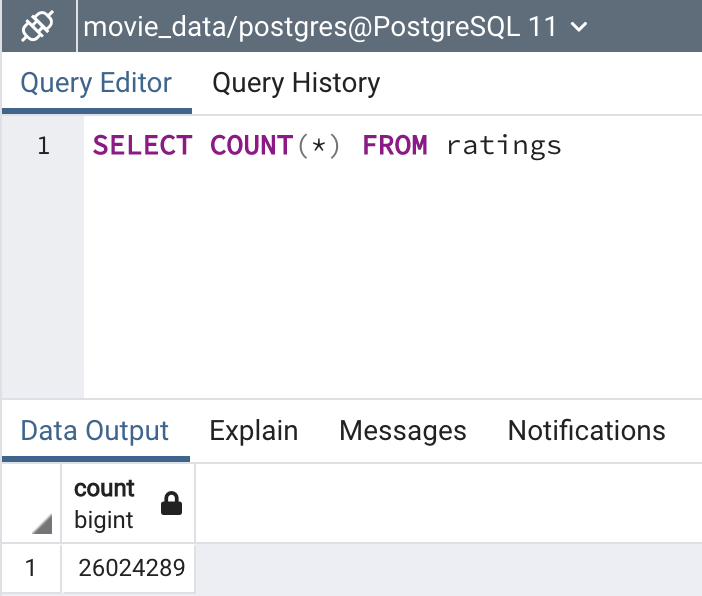 movie_data/postgres@PostgreSQL 11
Query Editor Query History
1 SELECT COUNT(*) FROM ratings
Data Output Explain Messages Notifications
count
bigint
1 26024289